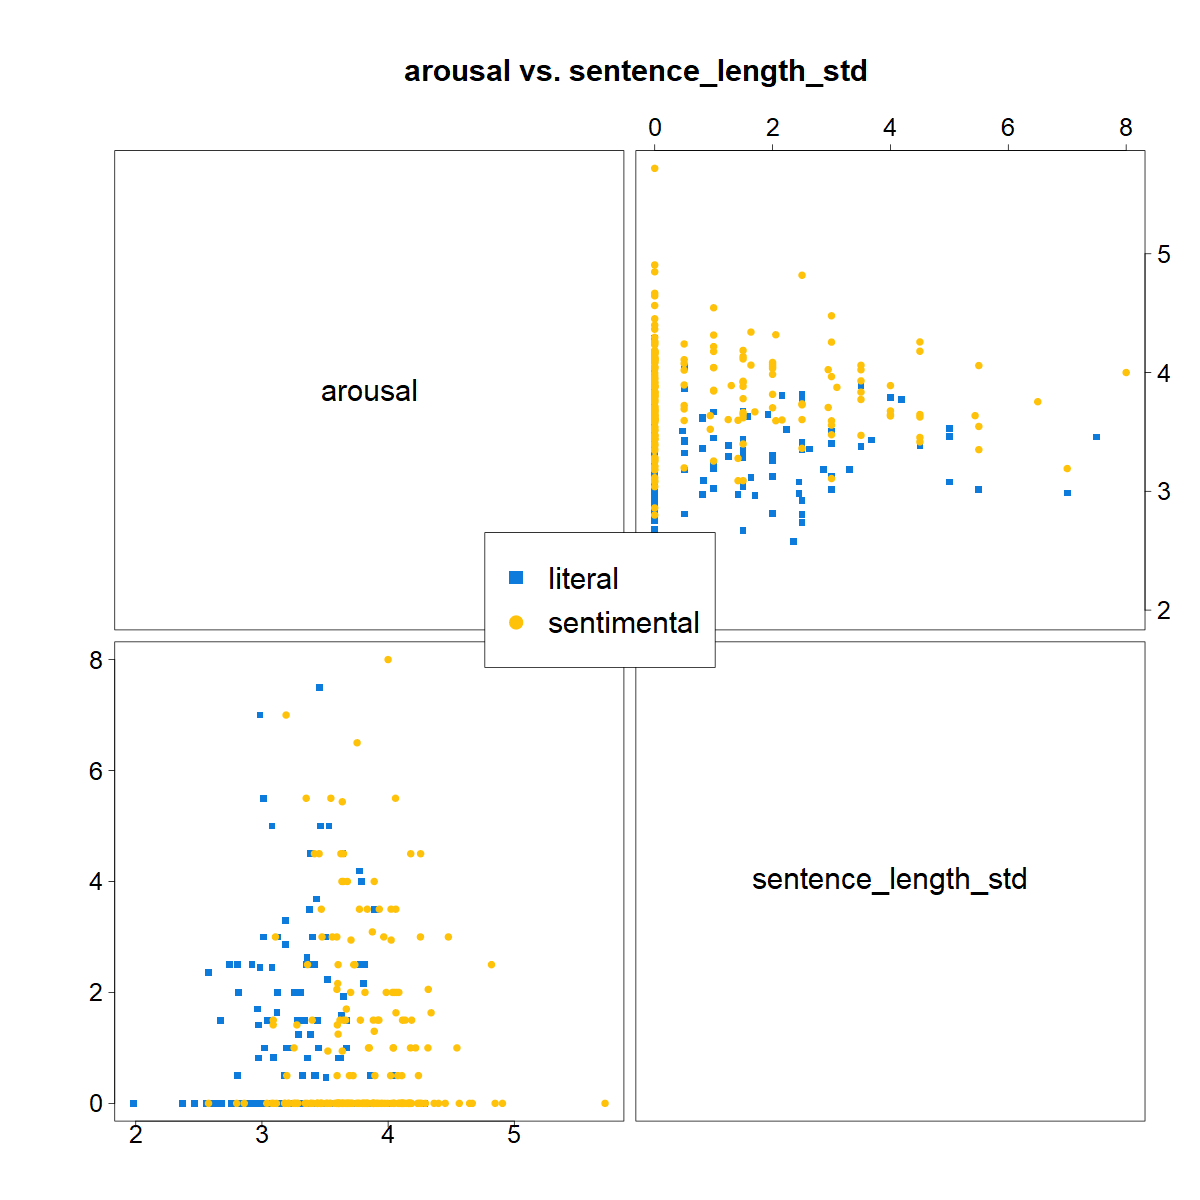 arousal vs. sentence_length_std
0 2 4 6 8
arousal
5
4
3
2
literal
sentimental
8
6
4
2
0
sentence_length_std
2 3 4 5